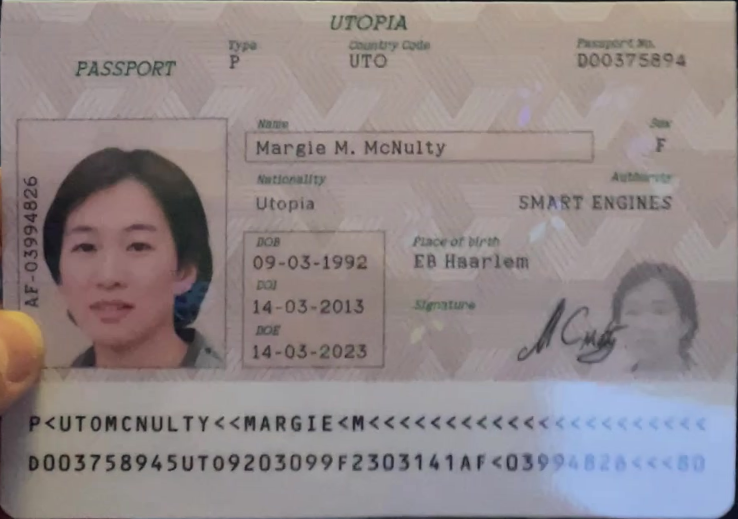 UTOPIA
PASSPORT
Type
P
Country Code
UTO
Passport No.
D00375894
Name
Margie M. McNulty
Sex
F
Nationality
Utopia
Authority
SMART ENGINES
DOB
09-03-1992
Place of birth
EB Haarlem
DOI
14-03-2013
Signature
DOE
14-03-2023
AF-03994826
P<UTOMCNULTY<<MARGIE<M<<<<<<<<<<<<<<<<<<<<<<
D003758945UTO9203099F2303141AF<03994826<<<80